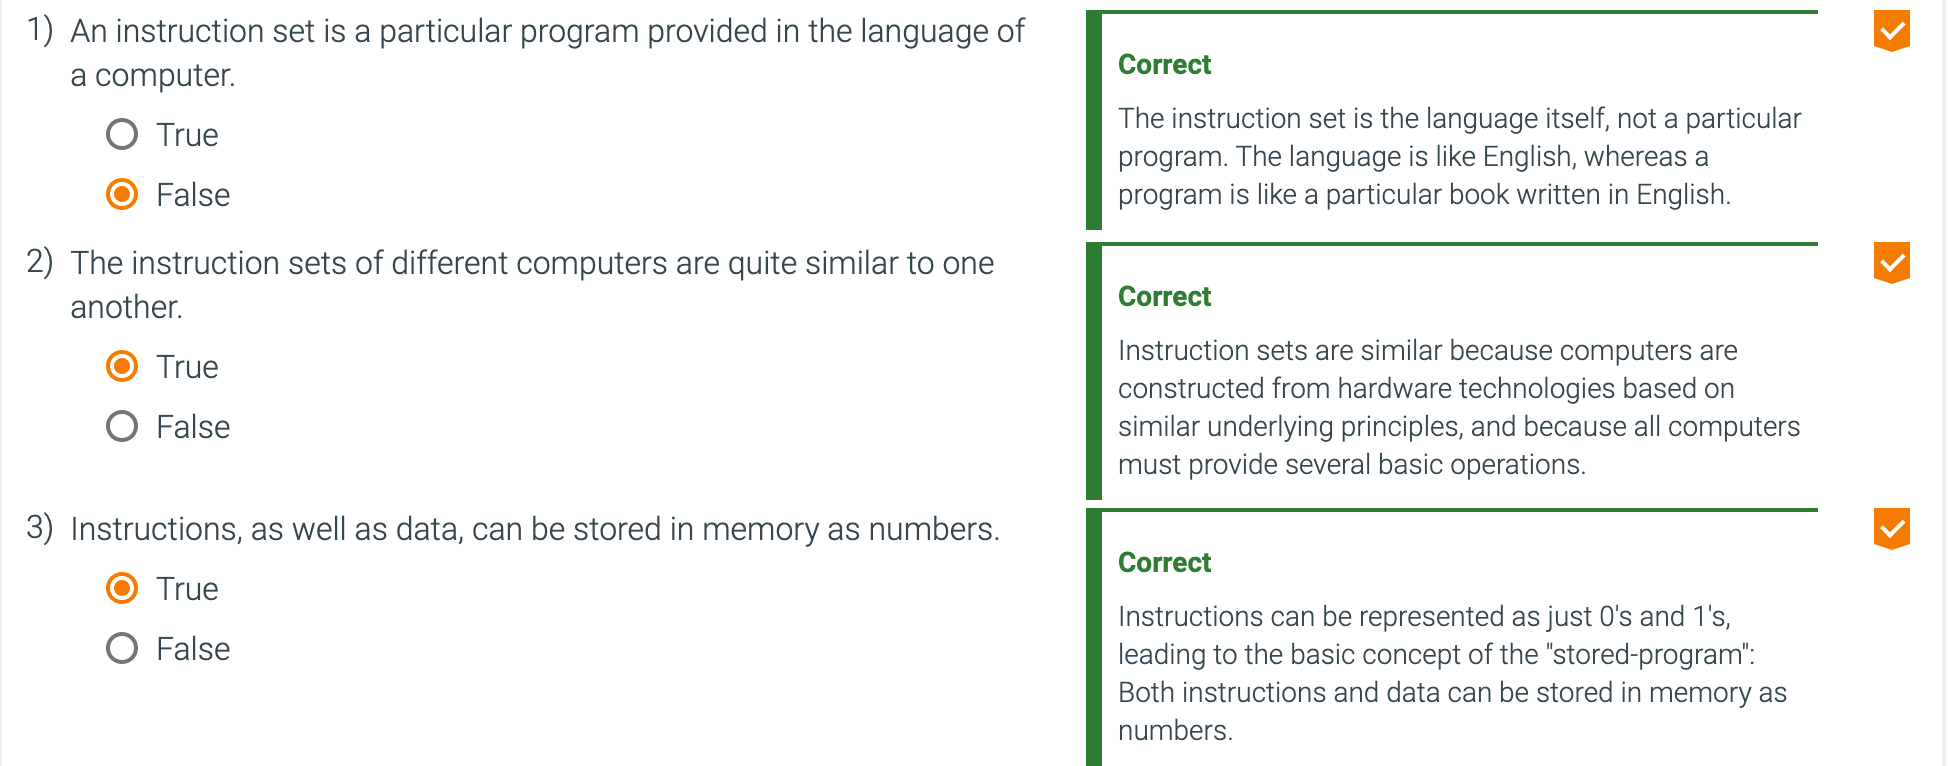 1) An instruction set is a particular program provided in the language of
a computer.
True
False
Correct
The instruction set is the language itself, not a particular
program. The language is like English, whereas a
program is like a particular book written in English.
2) The instruction sets of different computers are quite similar to one
another.
True
False
Correct
Instruction sets are similar because computers are
constructed from hardware technologies based on
similar underlying principles, and because all computers
must provide several basic operations.
3) Instructions, as well as data, can be stored in memory as numbers.
True
False
Correct
Instructions can be represented as just 0's and 1's,
leading to the basic concept of the "stored-program":
Both instructions and data can be stored in memory as
numbers.